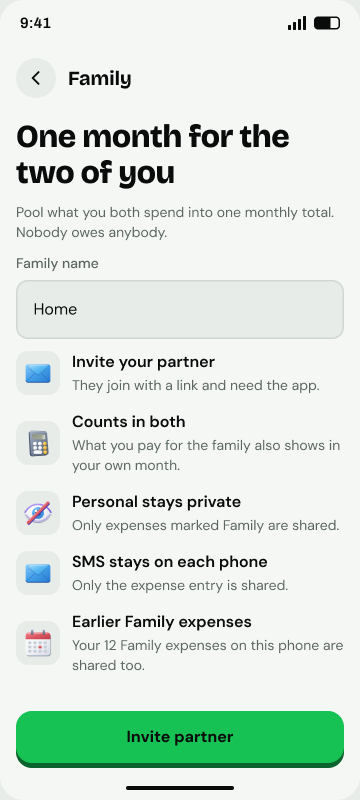 9:41
Family
One month for the
two of you
Pool what you both spend into one monthly total.
Nobody owes anybody.
Family name
Home
Invite your partner
They join with a link and need the app.
Counts in both
What you pay for the family also shows in
your own month.
Personal stays private
Only expenses marked Family are shared.
SMS stays on each phone
Only the expense entry is shared.
Earlier Family expenses
Your 12 Family expenses on this phone are
shared too.
Invite partner